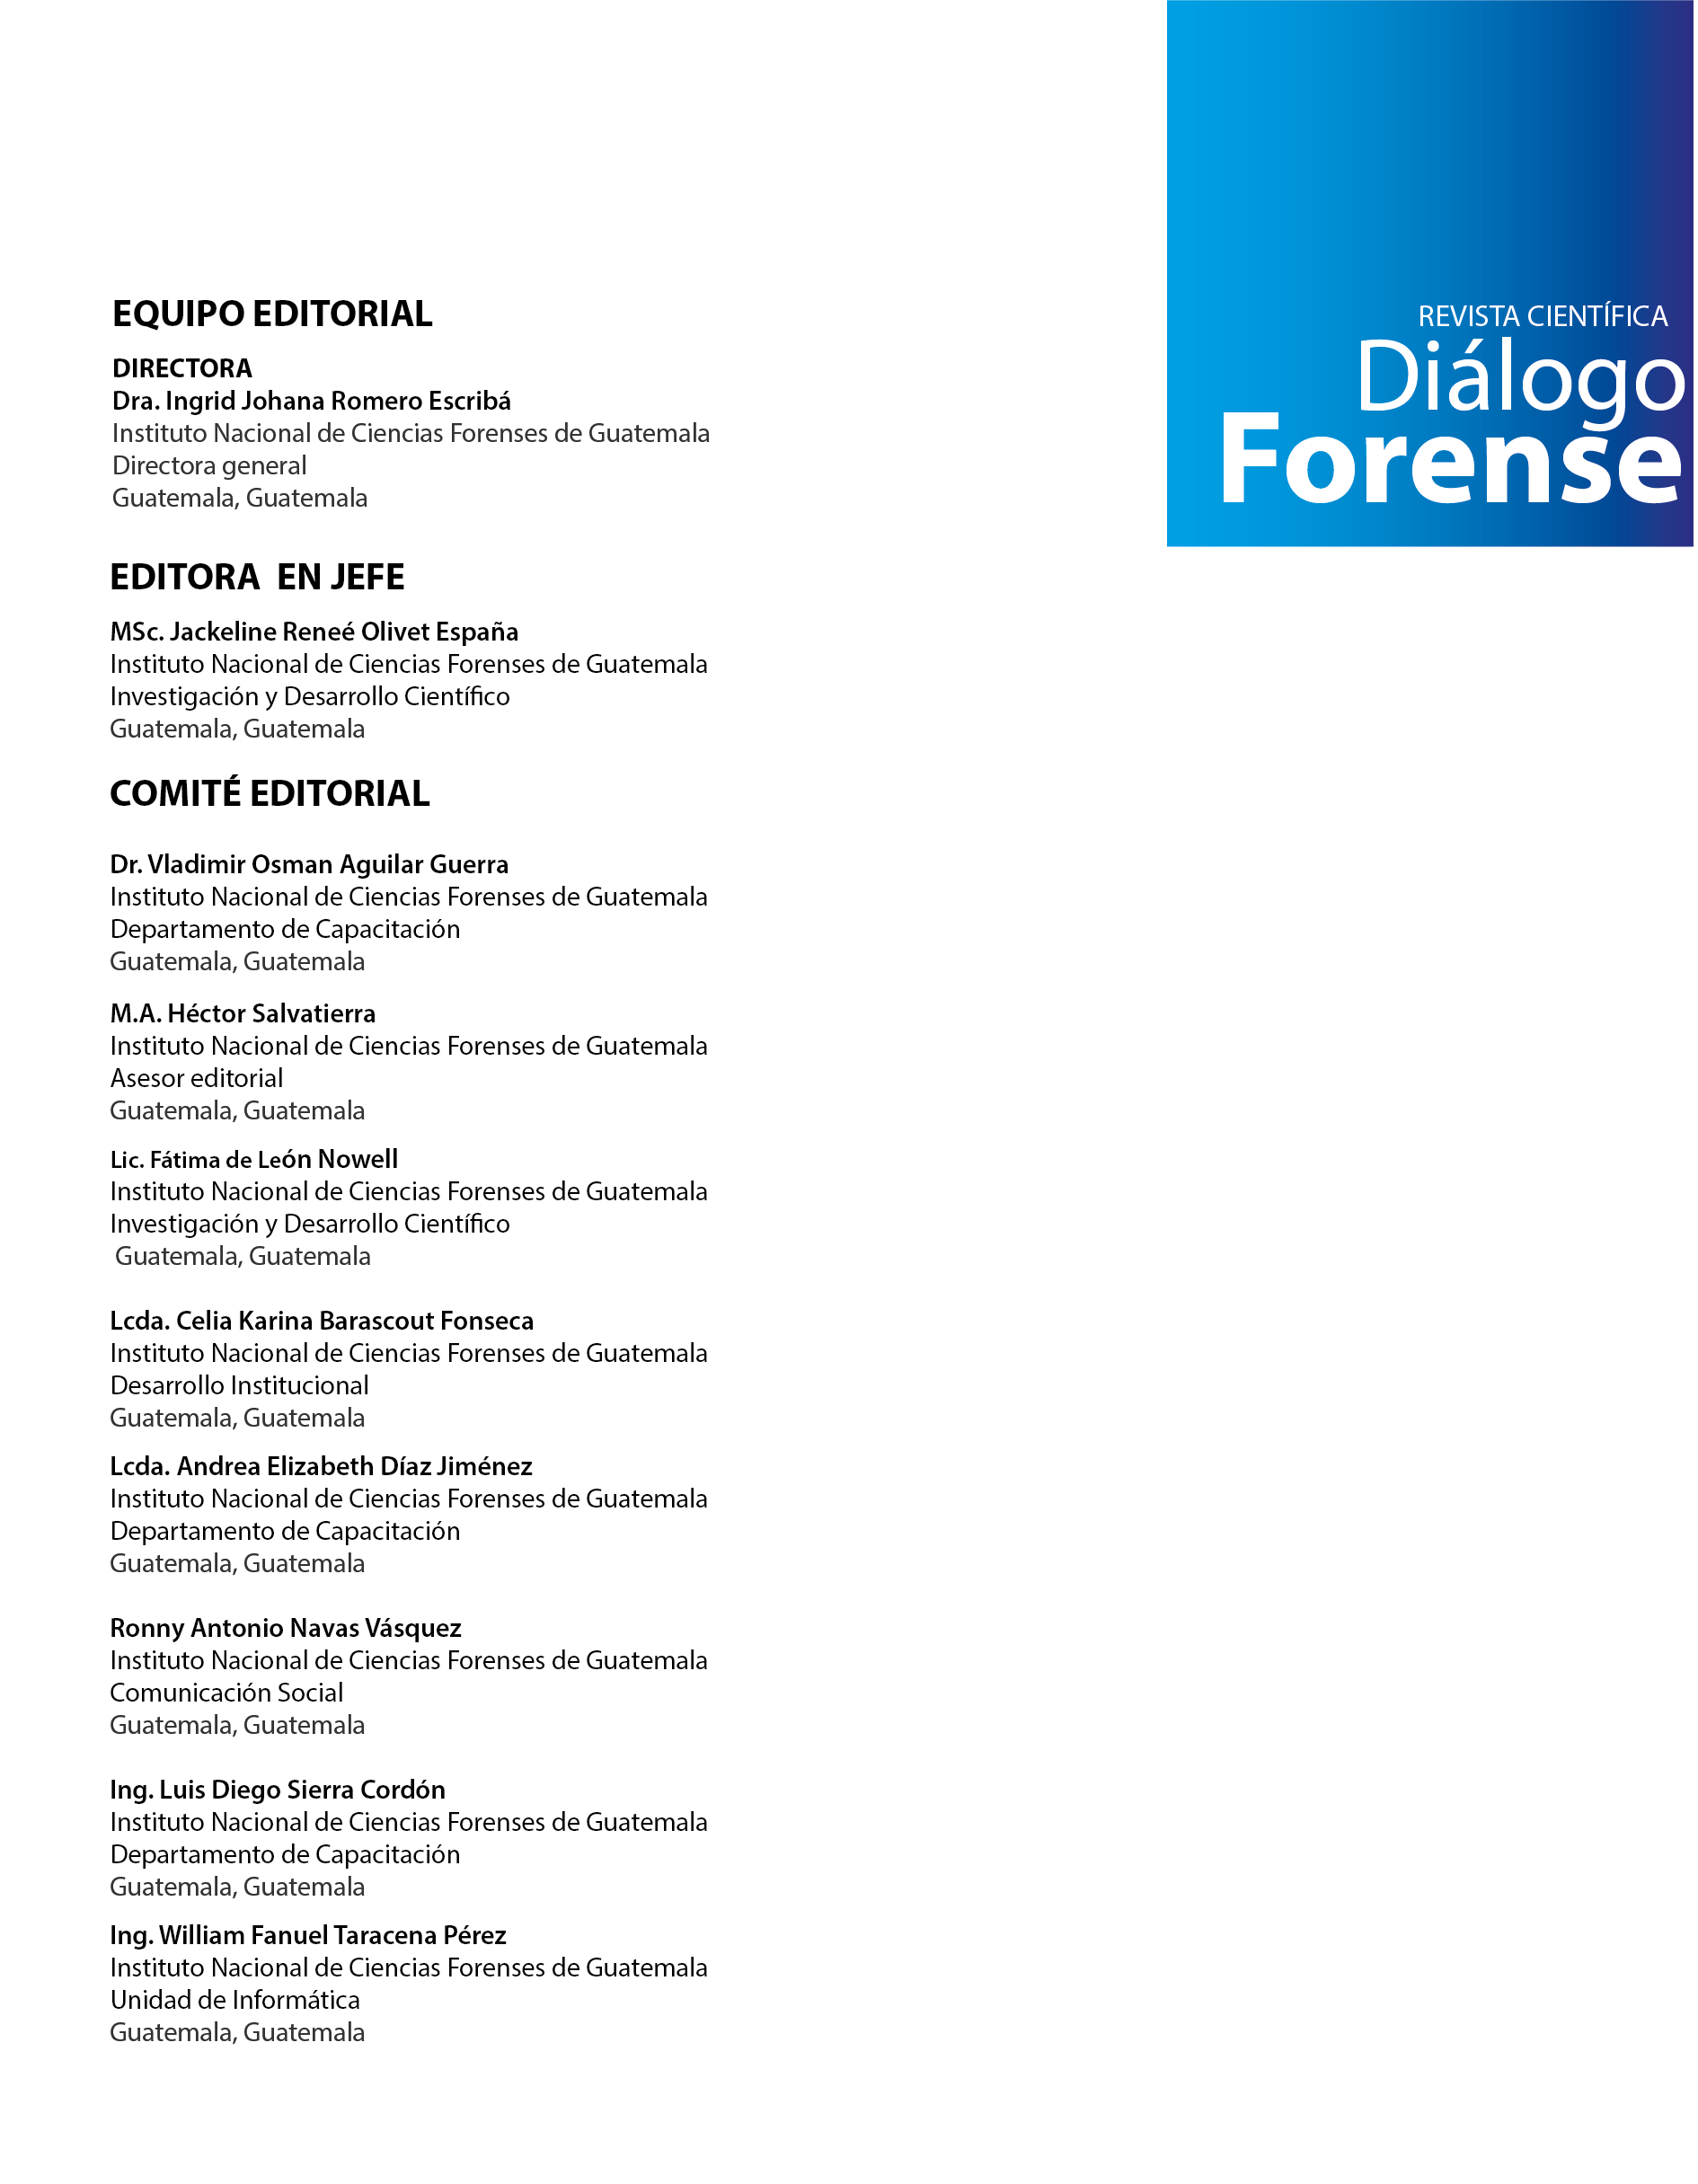 REVISTA CIENTÍFICA
Diálogo
Forense
EQUIPO EDITORIAL
DIRECTORA
Dra. Ingrid Johana Romero Escribá
Instituto Nacional de Ciencias Forenses de Guatemala
Directora general
Guatemala, Guatemala
EDITORA EN JEFE
MSc. Jackeline Reneé Olivet España
Instituto Nacional de Ciencias Forenses de Guatemala
Investigación y Desarrollo Científico
Guatemala, Guatemala
COMITÉ EDITORIAL
Dr. Vladimir Osman Aguilar Guerra
Instituto Nacional de Ciencias Forenses de Guatemala
Departamento de Capacitación
Guatemala, Guatemala
M.A. Héctor Salvatierra
Instituto Nacional de Ciencias Forenses de Guatemala
Asesor editorial
Guatemala, Guatemala
Lic. Fátima de León Nowell
Instituto Nacional de Ciencias Forenses de Guatemala
Investigación y Desarrollo Científico
Guatemala, Guatemala
Lcda. Celia Karina Barascout Fonseca
Instituto Nacional de Ciencias Forenses de Guatemala
Desarrollo Institucional
Guatemala, Guatemala
Lcda. Andrea Elizabeth Díaz Jiménez
Instituto Nacional de Ciencias Forenses de Guatemala
Departamento de Capacitación
Guatemala, Guatemala
Ronny Antonio Navas Vásquez
Instituto Nacional de Ciencias Forenses de Guatemala
Comunicación Social
Guatemala, Guatemala
Ing. Luis Diego Sierra Cordón
Instituto Nacional de Ciencias Forenses de Guatemala
Departamento de Capacitación
Guatemala, Guatemala
Ing. William Fanuel Taracena Pérez
Instituto Nacional de Ciencias Forenses de Guatemala
Unidad de Informática
Guatemala, Guatemala